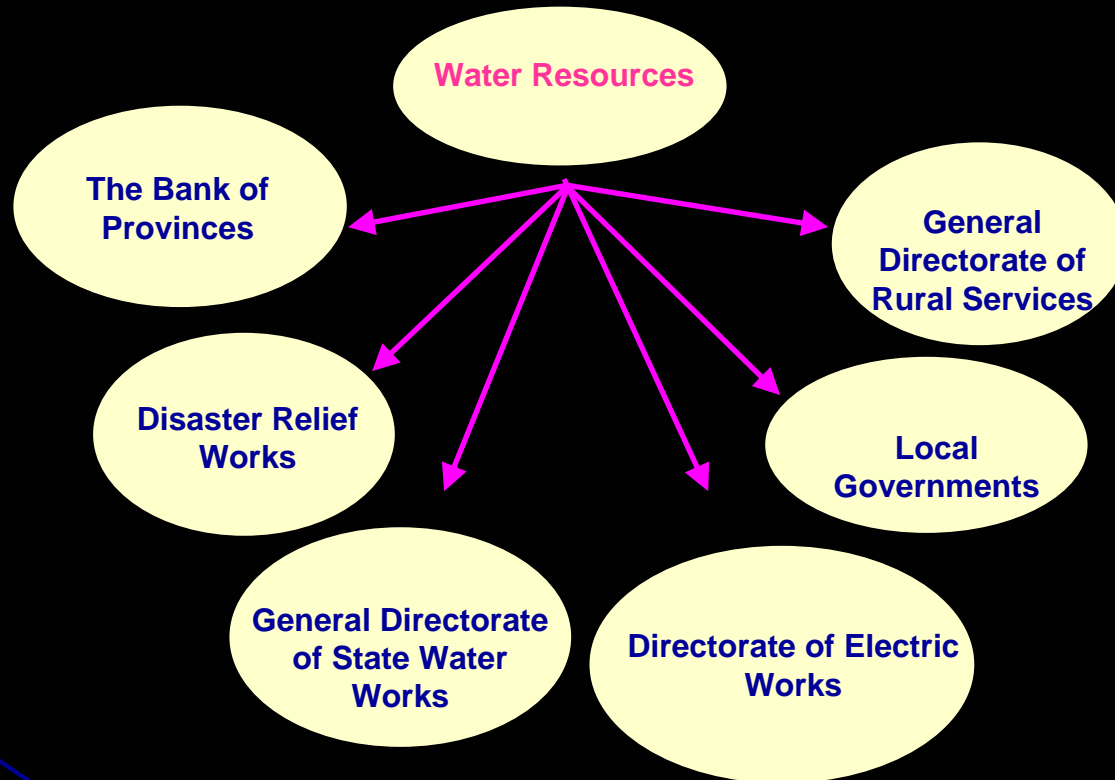 Water Resources
The Bank of
Provinces
General
Directorate of
Rural Services
Disaster Relief
Works
Local
Governments
General Directorate
of State Water
Works
Directorate of Electric
Works